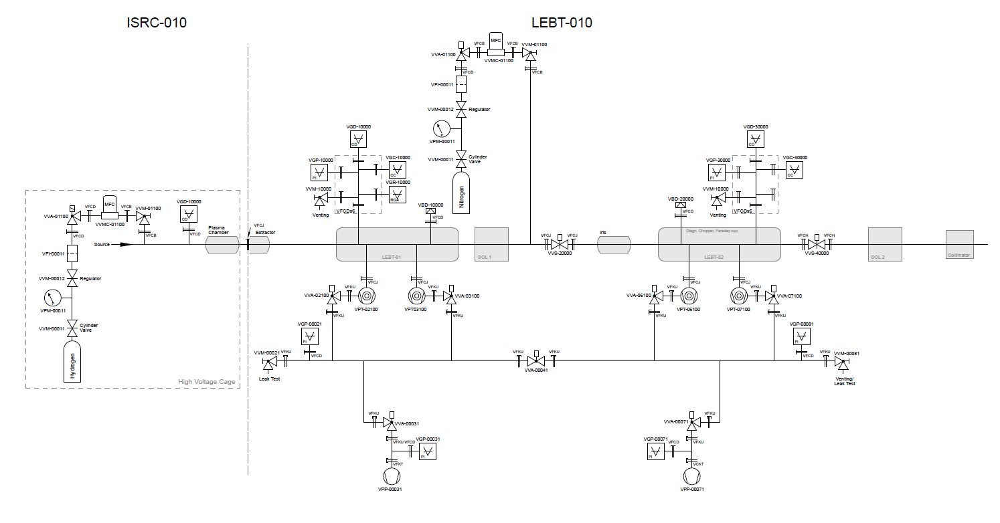 ISRC-010
LEBT-010
MFC
VFCB
VFCB
VVM-01100
VVA-01100
VVMC-01100
VFCB
VFCB
VFI-00011
VVM-00012
Regulator
VPM-00011
P
VVM-00011
Cylinder
Valve
Nitrogen
VGD-10000
CD
VGP-10000
PI
VGC-10000
CC
VGR-10000
RGA
VVM-10000
Venting
VFCDx6
VBD-10000
VFCD
VGD-30000
CD
VGP-30000
PI
VGC-30000
CC
VVM-10000
Venting
VFCDx6
VBD-20000
VFCD
MFC
VFCD
VFCB
VVM-01100
VVA-01100
VVMC-01100
VFCD
VFCB
VGD-10000
CD
VFCD
Source
Plasma
Chamber
VFCJ
Extractor
VFI-00011
VVM-00012
Regulator
VPM-00011
P
VVM-00011
Cylinder
Valve
Hydrogen
High Voltage Cage
LEBT-01
SOL 1
VFCJ
VFCJ
VVS-20000
Iris
Diagn. Chopper, Faraday cup
LEBT-02
VFCH
VFCH
VVS-40000
SOL 2
Collimator
VFCJ
VFCJ
VFCJ
VFCJ
VVA-02100
VFKU
VFKU
VVA-03100
VVA-06100
VFKU
VFKU
VVA-07100
VPT-02100
VPT03100
VPT-06100
VPT-07100
VFKU
VFKU
VFKU
VFKU
VGP-00021
PI
VFCD
VGP-00081
PI
VFCD
VVM-00021
VFKU
Leak Test
VFKU
VFKU
VVA-00041
VFKU
VVM-00081
Venting/
Leak Test
VFKU
VVA-00031
VFKU
VFCD
VGP-00031
PI
VFKT
VPP-00031
VFKU
VVA-00071
VFKU
VGP-00071
VFCD
PI
VCKT
VPP-00071